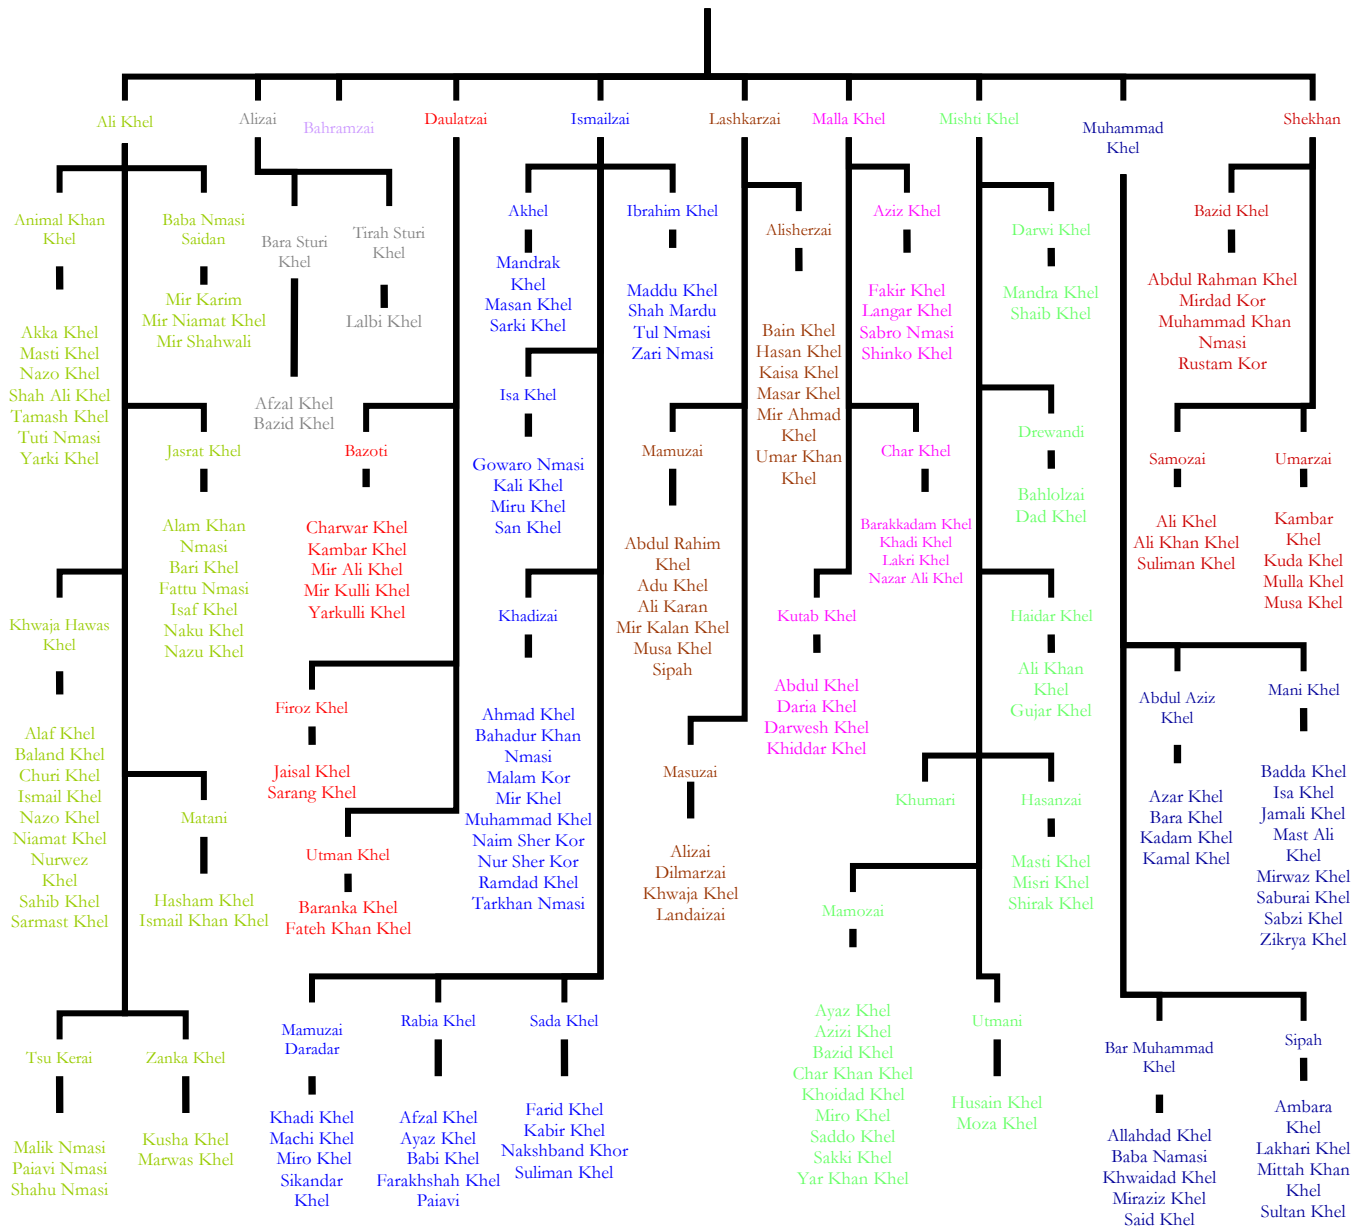 Ali Khel
Alizai
Bahramzai
Daulatzai
Ismailzai
Lashkarzai
Malla Khel
Mishti Khel
Muhammad
Khel
Shekhan
Animal Khan
Khel
Akka Khel
Masti Khel
Nazo Khel
Shah Ali Khel
Tamash Khel
Tuti Nmasi
Yarki Khel
Baba Nmasi
Saidan
Mir Karim
Mir Niamat Khel
Mir Shahwali
Jasrat Khel
Alam Khan
Nmasi
Bari Khel
Fattu Nmasi
Isaf Khel
Naku Khel
Nazu Khel
Khwaja Hawas
Khel
Alaf Khel
Baland Khel
Churi Khel
Ismail Khel
Nazo Khel
Niamat Khel
Nurwez
Khel
Sahib Khel
Sarmast Khel
Matani
Hasham Khel
Ismail Khan Khel
Tsu Kerai
Malik Nmasi
Paiavi Nmasi
Shahu Nmasi
Zanka Khel
Kusha Khel
Marwas Khel
Bara Sturi
Khel
Afzal Khel
Bazid Khel
Tirah Sturi
Khel
Lalbi Khel
Bazoti
Charwar Khel
Kambar Khel
Mir Ali Khel
Mir Kulli Khel
Yarkulli Khel
Firoz Khel
Jaisal Khel
Sarang Khel
Utman Khel
Baranka Khel
Fateh Khan Khel
Akhel
Mandrak
Khel
Masan Khel
Sarki Khel
Ibrahim Khel
Maddu Khel
Shah Mardu
Tul Nmasi
Zari Nmasi
Isa Khel
Gowaro Nmasi
Kali Khel
Miru Khel
San Khel
Khadizai
Ahmad Khel
Bahadur Khan
Nmasi
Malam Kor
Mir Khel
Muhammad Khel
Naim Sher Kor
Nur Sher Kor
Ramdad Khel
Tarkhan Nmasi
Mamuzai
Daradar
Khadi Khel
Machi Khel
Miro Khel
Sikandar
Khel
Rabia Khel
Afzal Khel
Ayaz Khel
Babi Khel
Farakhshah Khel
Paiavi
Sada Khel
Farid Khel
Kabir Khel
Nakshband Khor
Suliman Khel
Alisherzai
Bain Khel
Hasan Khel
Kaisa Khel
Masar Khel
Mir Ahmad
Khel
Umar Khan
Khel
Mamuzai
Abdul Rahim
Khel
Adu Khel
Ali Karan
Mir Kalan Khel
Musa Khel
Sipah
Masuzai
Alizai
Dilmarzai
Khwaja Khel
Landaizai
Aziz Khel
Fakir Khel
Langar Khel
Sabro Nmasi
Shinko Khel
Char Khel
Barakkadam Khel
Khadi Khel
Lakri Khel
Nazar Ali Khel
Kutab Khel
Abdul Khel
Daria Khel
Darwesh Khel
Khiddar Khel
Darwi Khel
Mandra Khel
Shaib Khel
Drewandi
Bahlolzai
Dad Khel
Haidar Khel
Ali Khan
Khel
Gujar Khel
Khumari
Hasanzai
Masti Khel
Misri Khel
Shirak Khel
Mamozai
Ayaz Khel
Azizi Khel
Bazid Khel
Char Khan Khel
Khoidad Khel
Miro Khel
Saddo Khel
Sakki Khel
Yar Khan Khel
Utmani
Husain Khel
Moza Khel
Abdul Aziz
Khel
Azar Khel
Bara Khel
Kadam Khel
Kamal Khel
Mani Khel
Badda Khel
Isa Khel
Jamali Khel
Mast Ali
Khel
Mirwaz Khel
Saburai Khel
Sabzi Khel
Zikrya Khel
Bar Muhammad
Khel
Allahdad Khel
Baba Namasi
Khwaidad Khel
Miraziz Khel
Said Khel
Sipah
Ambara
Khel
Lakhari Khel
Mittah Khan
Khel
Sultan Khel
Bazid Khel
Abdul Rahman Khel
Mirdad Kor
Muhammad Khan
Nmasi
Rustam Kor
Samozai
Ali Khel
Ali Khan Khel
Suliman Khel
Umarzai
Kambar
Khel
Kuda Khel
Mulla Khel
Musa Khel